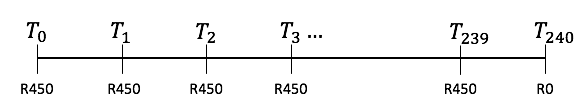 T₀ T₁ T₂ T₃ ... T₂₃₉ T₂₄₀
R450 R450 R450 R450 R450 R0